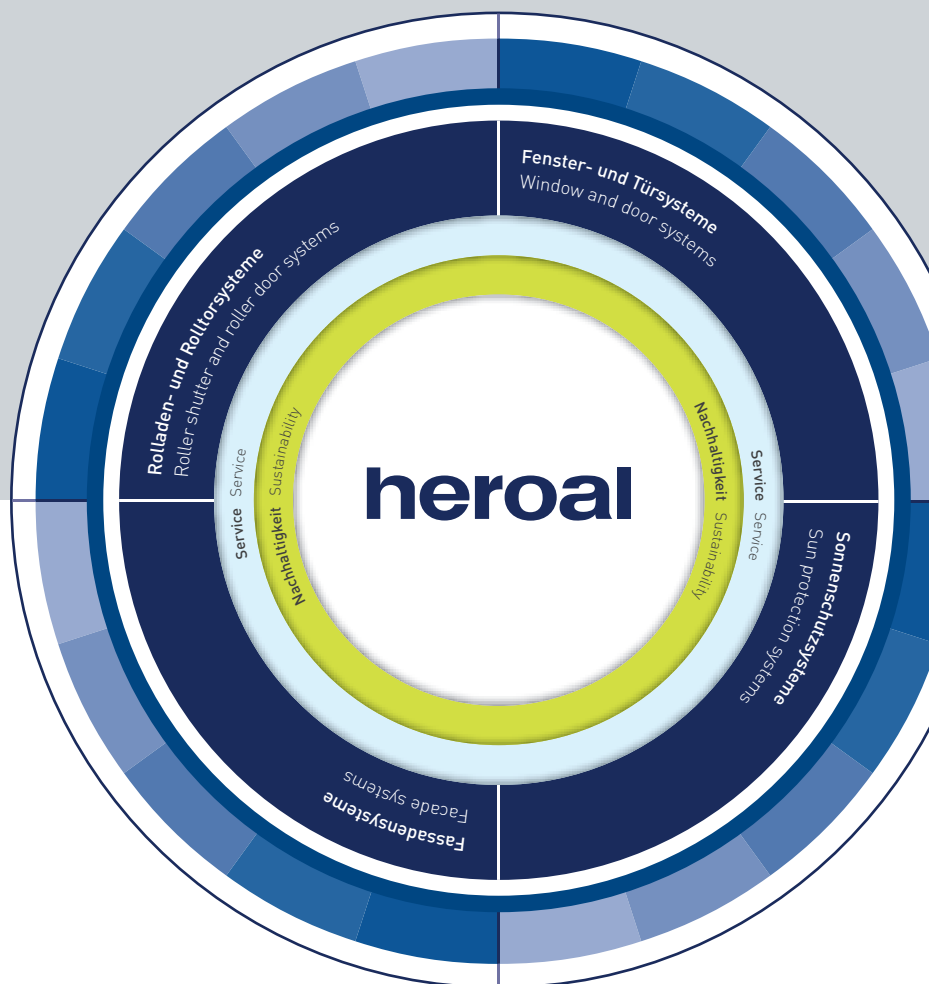 Fenster- und Türsysteme
Window and door systems
Rolladen- und Rolltorsysteme
Roller shutter and roller door systems
Service Service
Nachhaltigkeit Sustainability
heroal
Nachhaltigkeit Sustainability
Service Service
Sonnenschutzsysteme
Sun protection systems
Fassadensysteme
Facade systems